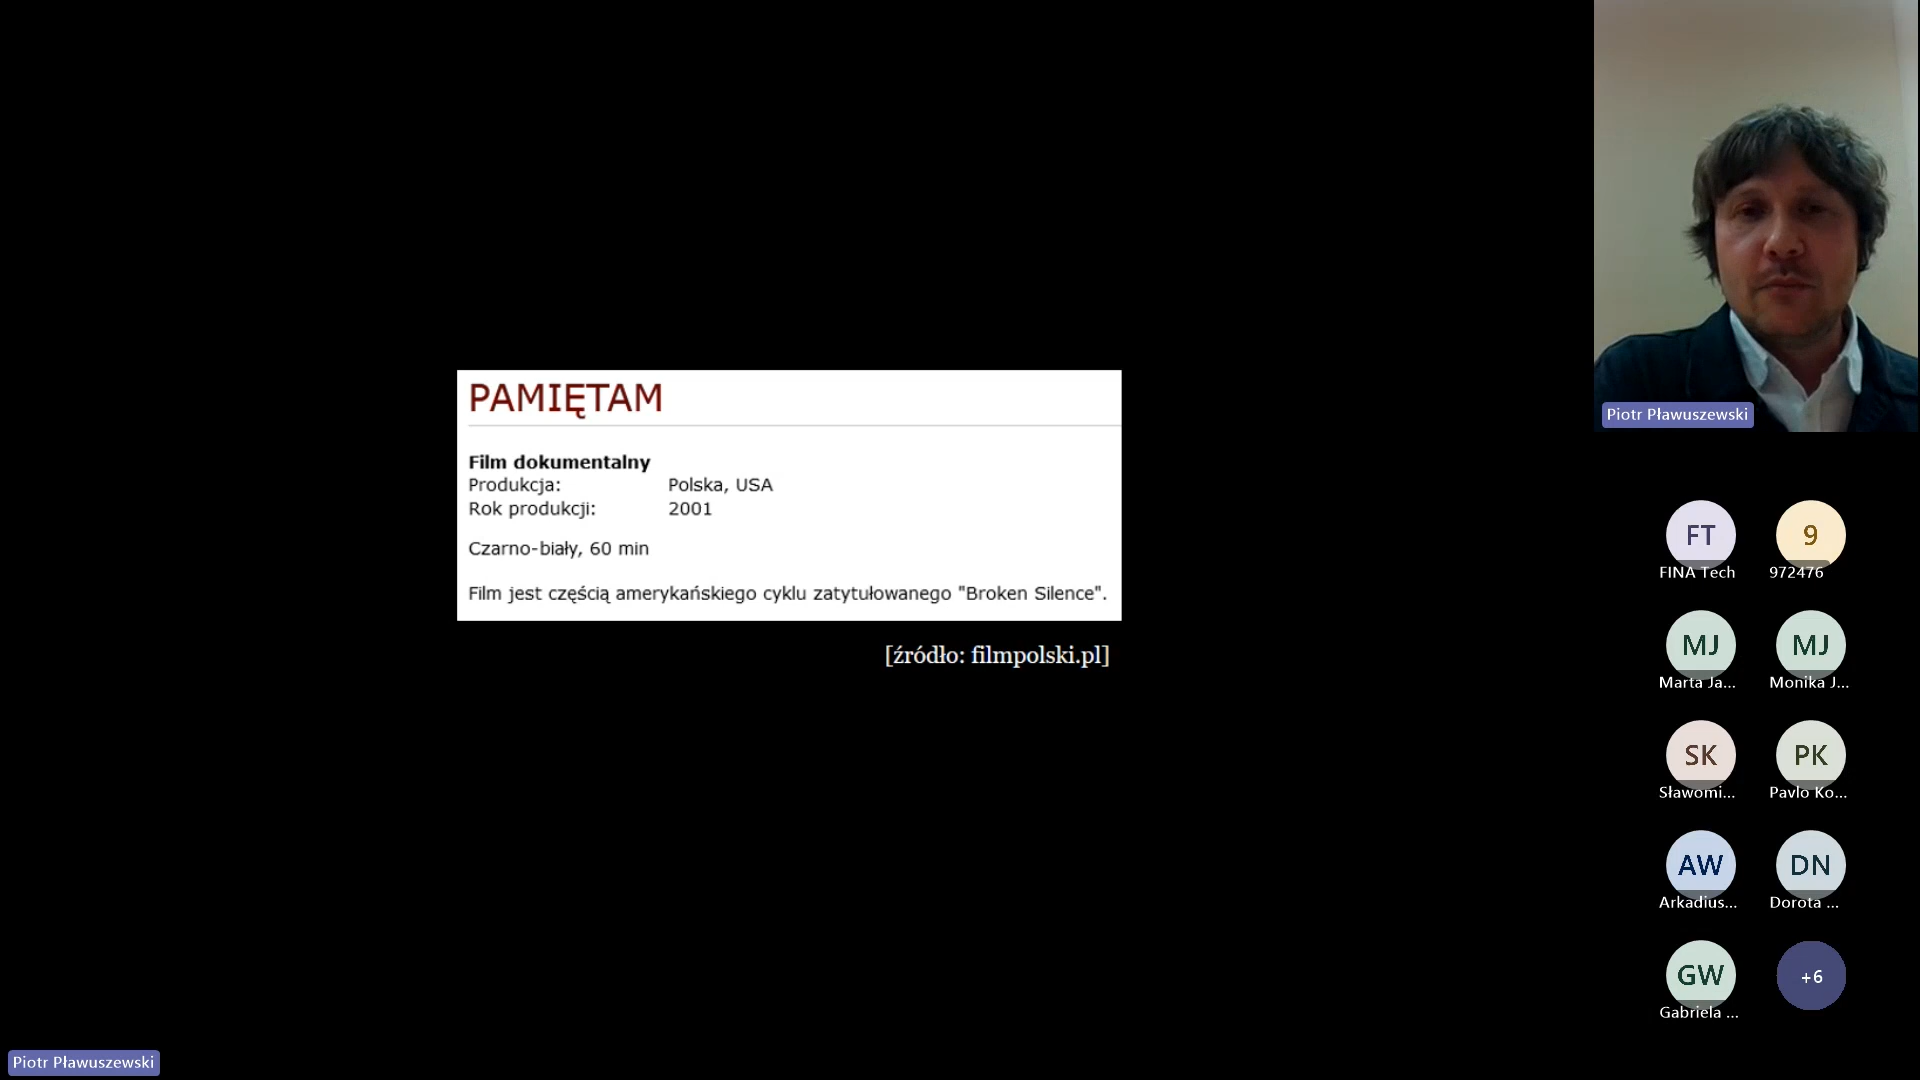 PAMIĘTAM
Film dokumentalny
Produkcja: Polska, USA
Rok produkcji: 2001
Czarno-biały, 60 min
Film jest częścią amerykańskiego cyklu zatytułowanego "Broken Silence".
[źródło: filmpolski.pl]
Piotr Pławuszewski
FT 9
FINA Tech 972476
MJ MJ
Marta Ja... Monika J...
SK PK
Sławomi... Pavlo Ko...
AW DN
Arkadius... Dorota ...
GW +6
Gabriela ...
Piotr Pławuszewski